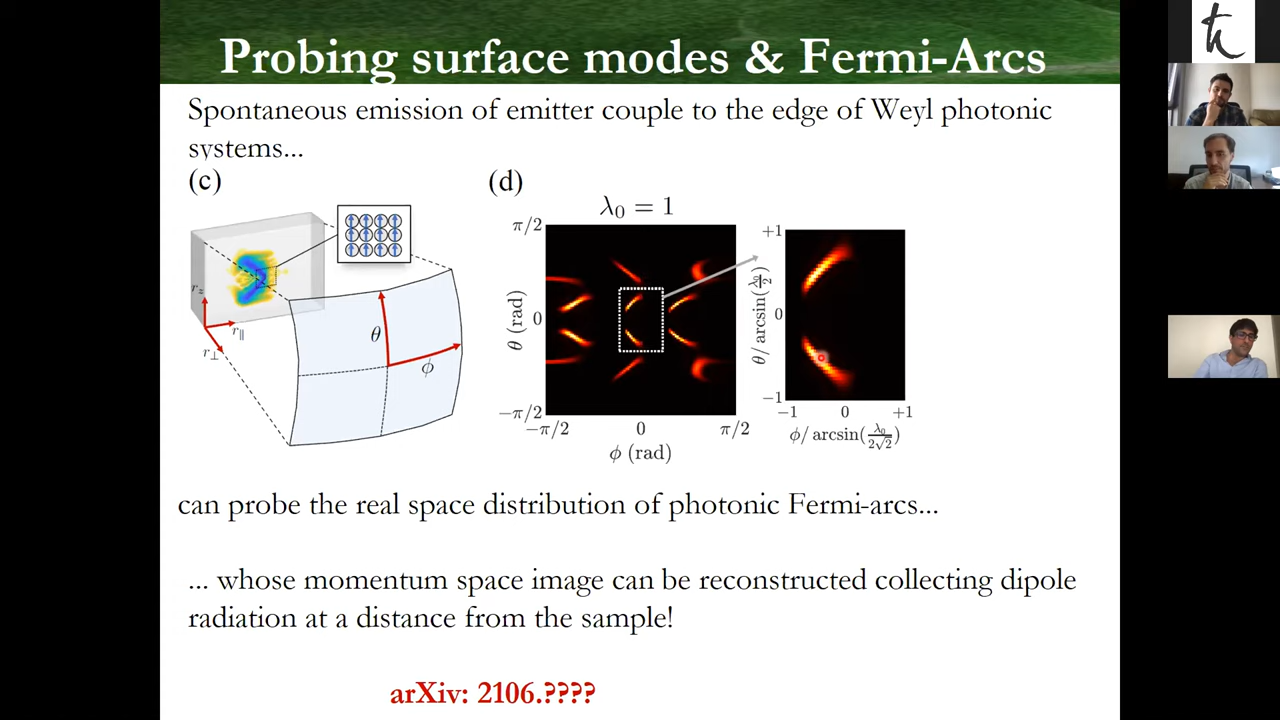 Probing surface modes & Fermi-Arcs
Spontaneous emission of emitter couple to the edge of Weyl photonic
systems...
(c)
(d)
r_z
r_∥
r_⊥
θ
ϕ
λ₀ = 1
π/2
0
−π/2
θ (rad)
−π/2
0
π/2
ϕ (rad)
+1
0
−1
θ/ arcsin(λ₀/2)
−1
0
+1
ϕ/ arcsin(λ₀/2√2)
can probe the real space distribution of photonic Fermi-arcs...
... whose momentum space image can be reconstructed collecting dipole
radiation at a distance from the sample!
arXiv: 2106.????